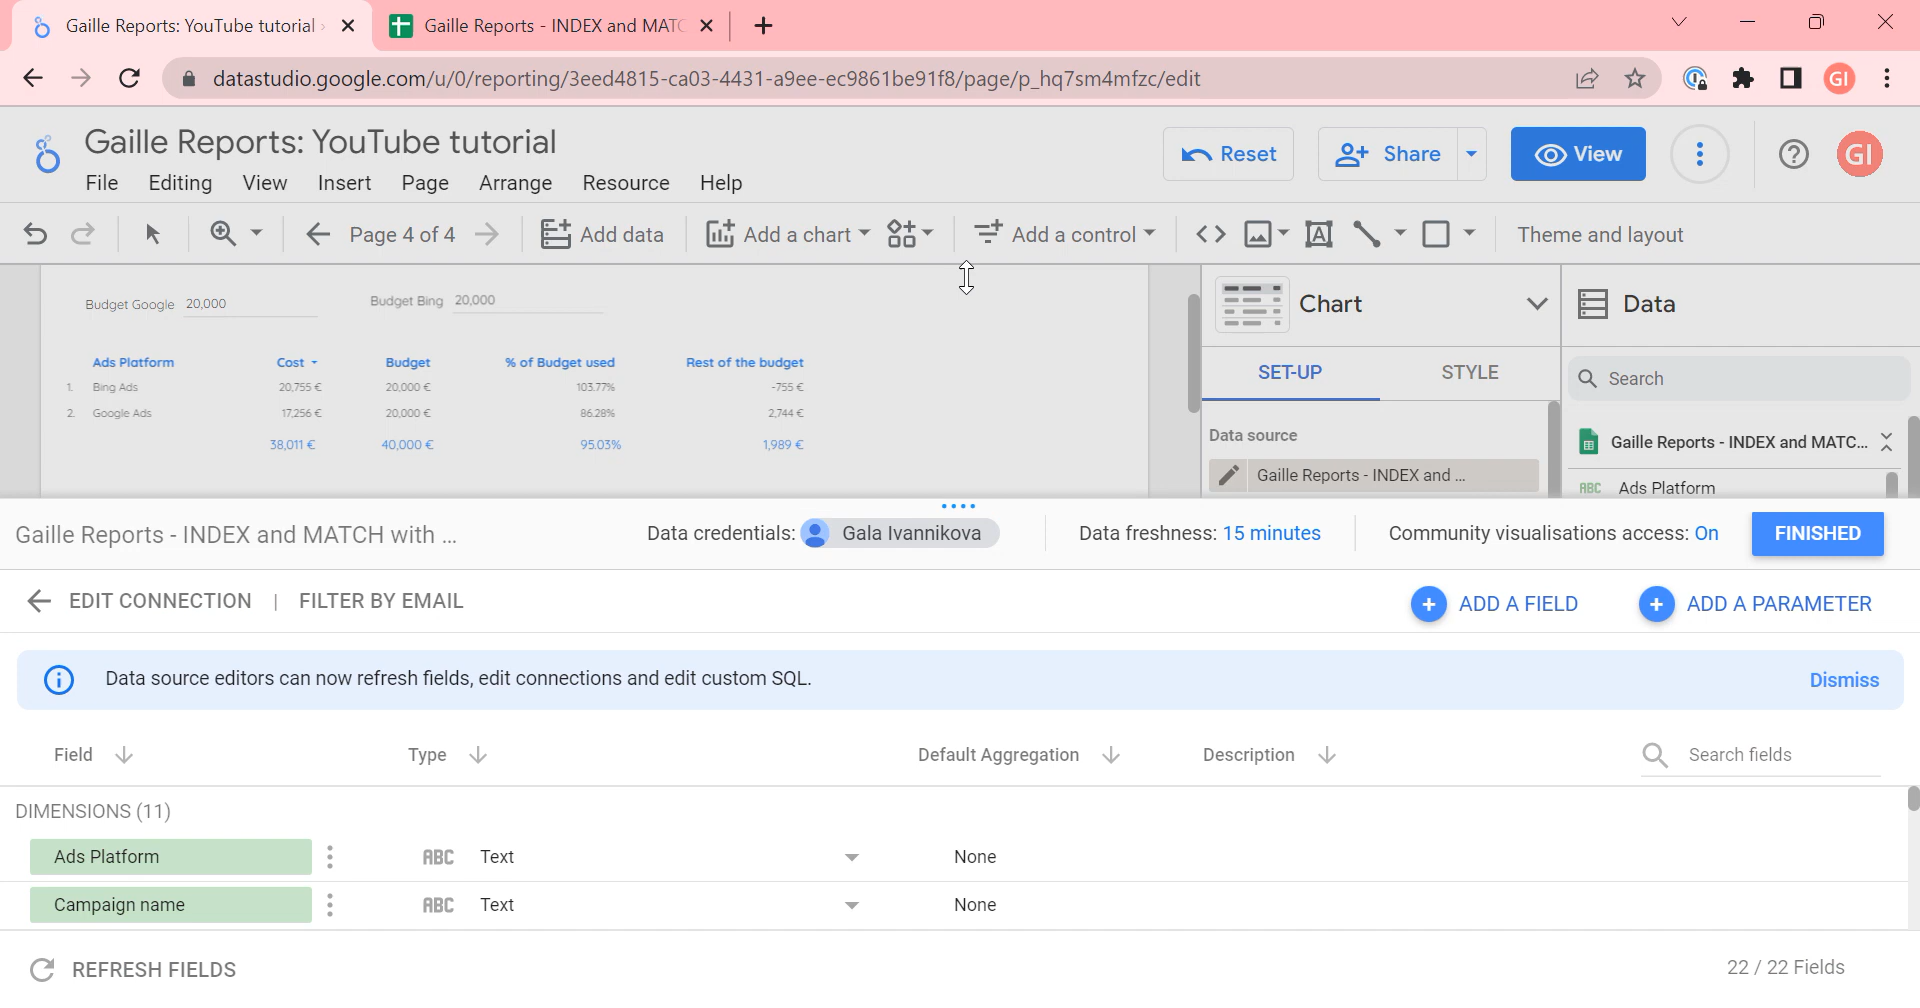 Gaille Reports: YouTube tutorial
Gaille Reports - INDEX and MATC
datastudio.google.com/u/0/reporting/3eed4815-ca03-4431-a9ee-ec9861be91f8/page/p_hq7sm4mfzc/edit
GI
Gaille Reports: YouTube tutorial
Reset
Share
View
GI
File Editing View Insert Page Arrange Resource Help
Page 4 of 4
Add data
Add a chart
Add a control
Theme and layout
Budget Google 20,000
Budget Bing 20,000
Ads Platform Cost Budget % of Budget used Rest of the budget
1. Bing Ads 20,755 € 20,000 € 103.77% -755 €
2. Google Ads 17,256 € 20,000 € 86.28% 2,744 €
38,011 € 40,000 € 95.03% 1,989 €
Chart
SET-UP STYLE
Data source
Gaille Reports - INDEX and ...
Data
Search
Gaille Reports - INDEX and MATC...
ABC Ads Platform
Gaille Reports - INDEX and MATCH with ...
Data credentials: Gala Ivannikova
Data freshness: 15 minutes
Community visualisations access: On
FINISHED
EDIT CONNECTION | FILTER BY EMAIL
ADD A FIELD
ADD A PARAMETER
Data source editors can now refresh fields, edit connections and edit custom SQL.
Dismiss
Field Type Default Aggregation Description Search fields
DIMENSIONS (11)
Ads Platform ABC Text None
Campaign name ABC Text None
REFRESH FIELDS
22 / 22 Fields